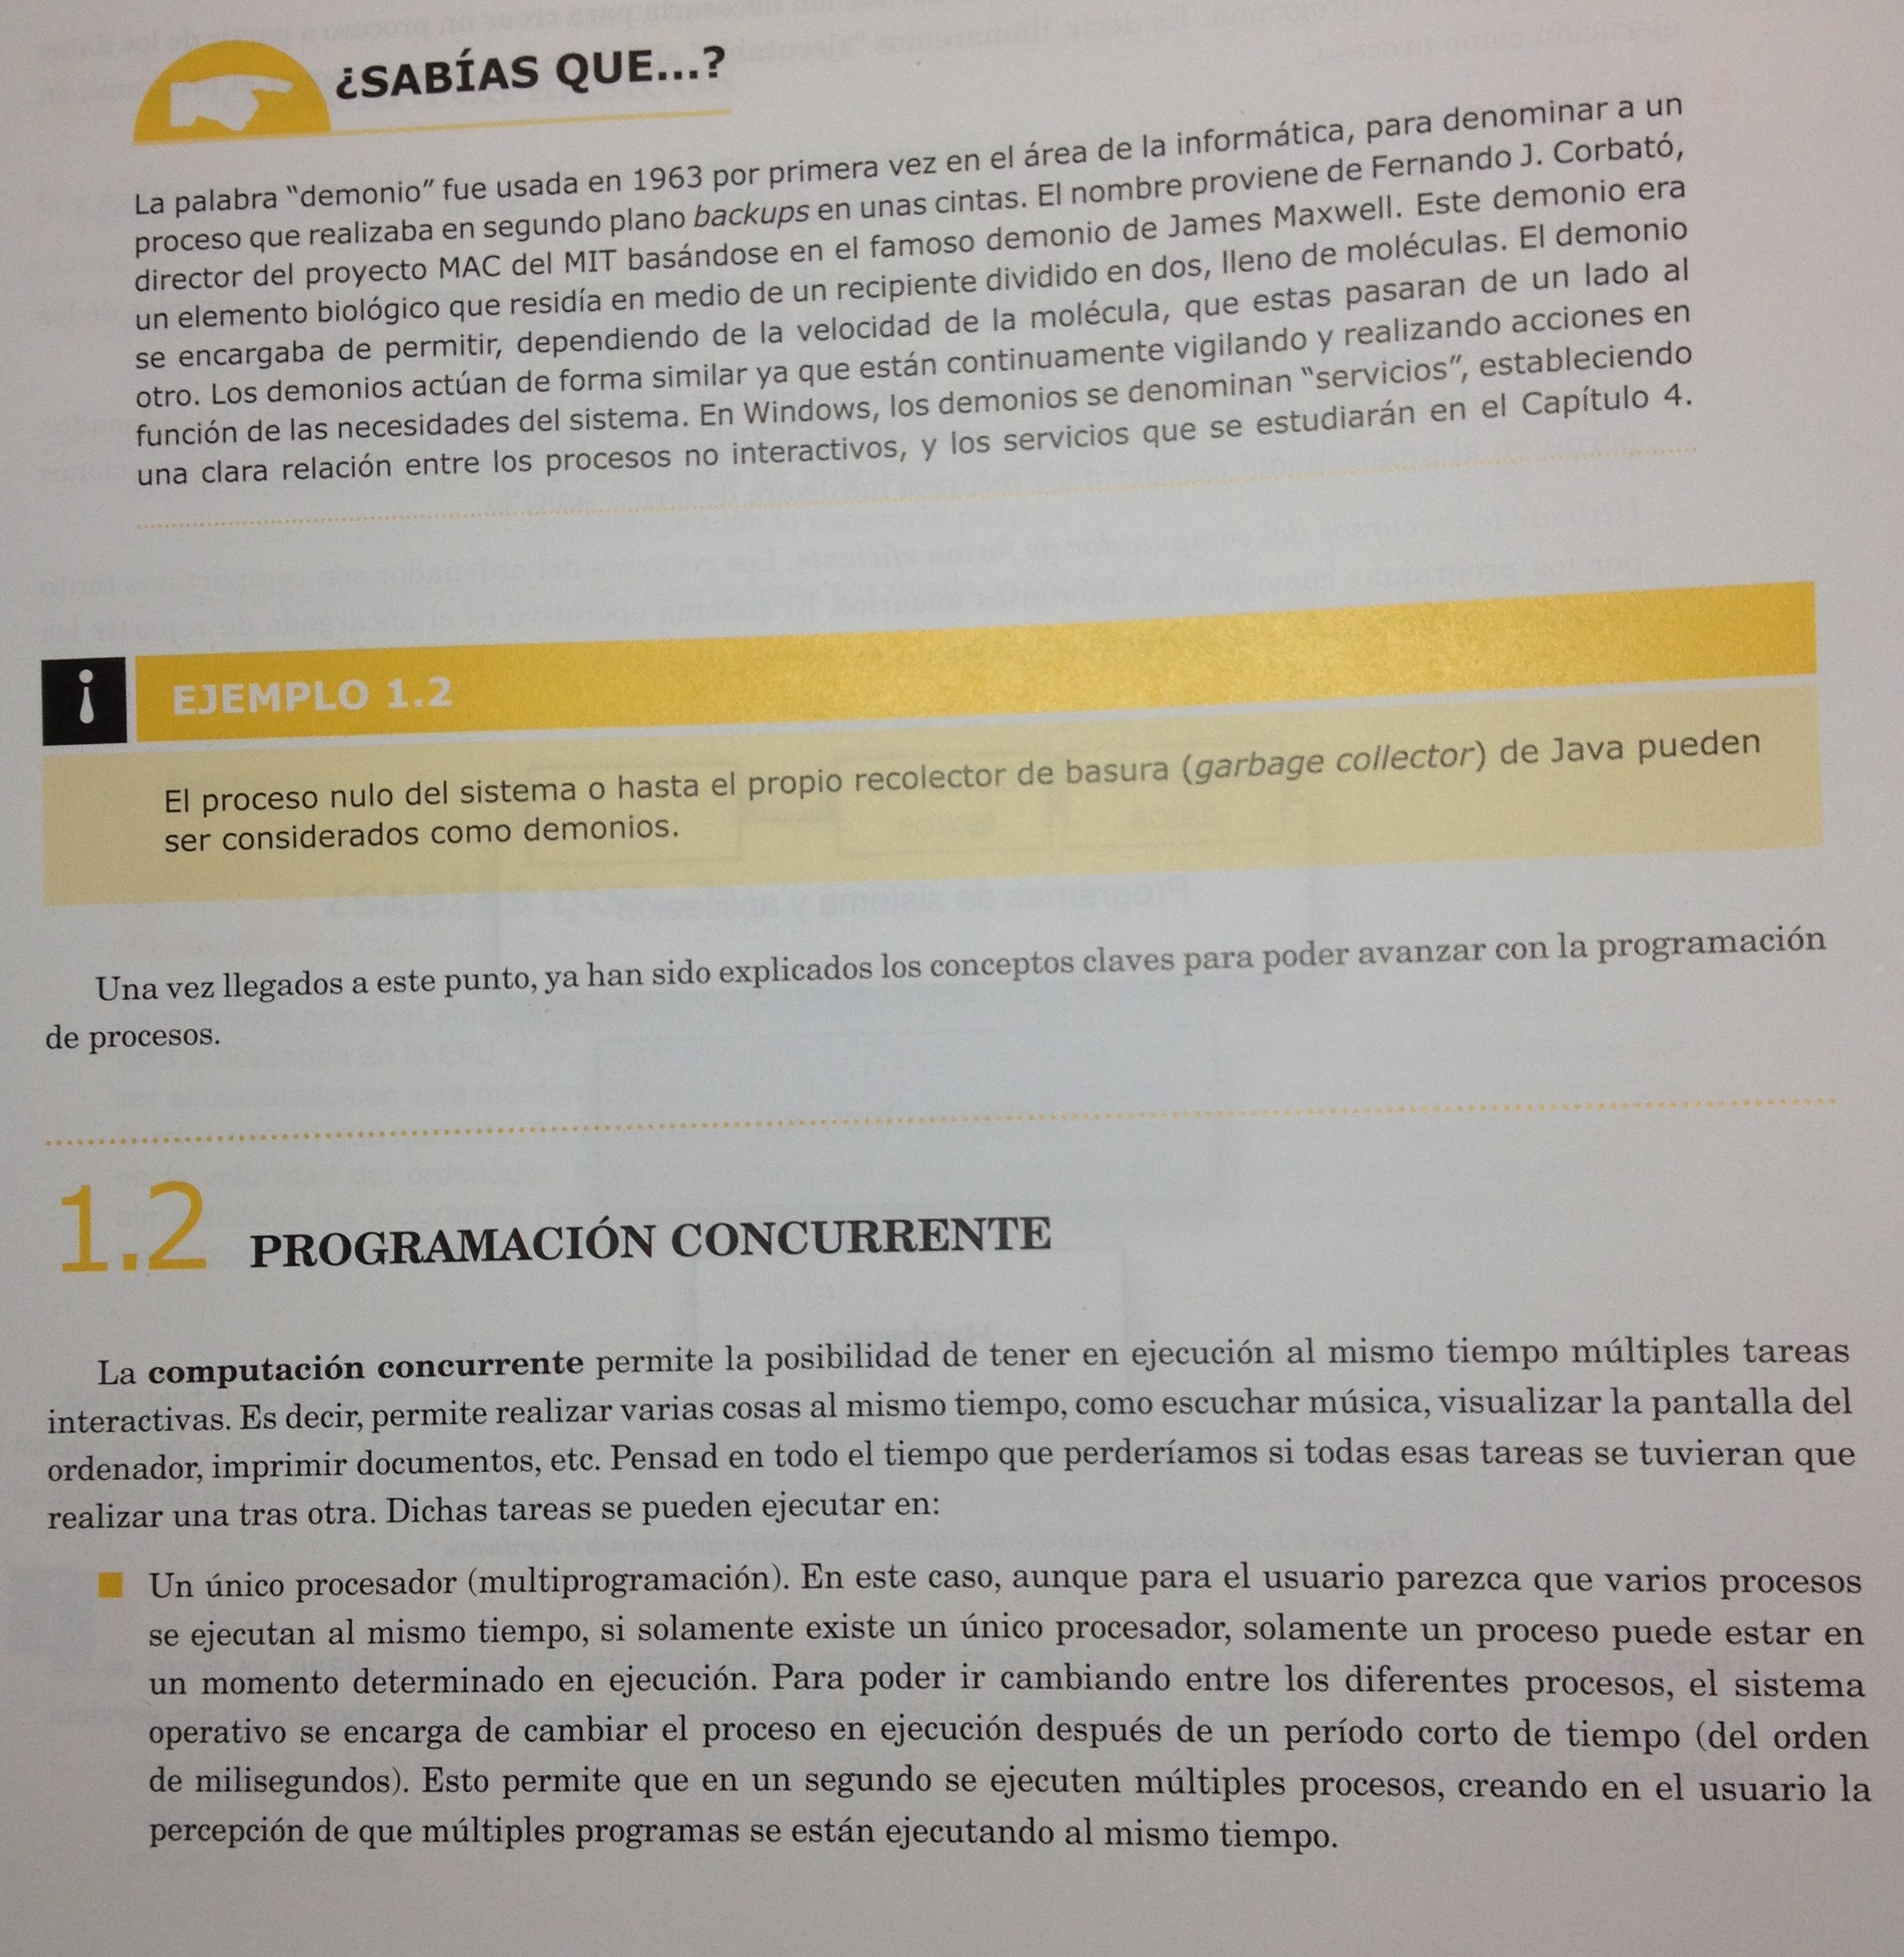 ¿SABÍAS QUE...?
La palabra “demonio” fue usada en 1963 por primera vez en el área de la informática, para denominar a un
proceso que realizaba en segundo plano backups en unas cintas. El nombre proviene de Fernando J. Corbató,
director del proyecto MAC del MIT basándose en el famoso demonio de James Maxwell. Este demonio era
un elemento biológico que residía en medio de un recipiente dividido en dos, lleno de moléculas. El demonio
se encargaba de permitir, dependiendo de la velocidad de la molécula, que estas pasaran de un lado al
otro. Los demonios actúan de forma similar ya que están continuamente vigilando y realizando acciones en
función de las necesidades del sistema. En Windows, los demonios se denominan “servicios”, estableciendo
una clara relación entre los procesos no interactivos, y los servicios que se estudiarán en el Capítulo 4.
¡ EJEMPLO 1.2
El proceso nulo del sistema o hasta el propio recolector de basura (garbage collector) de Java pueden
ser considerados como demonios.
Una vez llegados a este punto, ya han sido explicados los conceptos claves para poder avanzar con la programación
de procesos.
1.2 PROGRAMACIÓN CONCURRENTE
La computación concurrente permite la posibilidad de tener en ejecución al mismo tiempo múltiples tareas
interactivas. Es decir, permite realizar varias cosas al mismo tiempo, como escuchar música, visualizar la pantalla del
ordenador, imprimir documentos, etc. Pensad en todo el tiempo que perderíamos si todas esas tareas se tuvieran que
realizar una tras otra. Dichas tareas se pueden ejecutar en:
Un único procesador (multiprogramación). En este caso, aunque para el usuario parezca que varios procesos
se ejecutan al mismo tiempo, si solamente existe un único procesador, solamente un proceso puede estar en
un momento determinado en ejecución. Para poder ir cambiando entre los diferentes procesos, el sistema
operativo se encarga de cambiar el proceso en ejecución después de un período corto de tiempo (del orden
de milisegundos). Esto permite que en un segundo se ejecuten múltiples procesos, creando en el usuario la
percepción de que múltiples programas se están ejecutando al mismo tiempo.